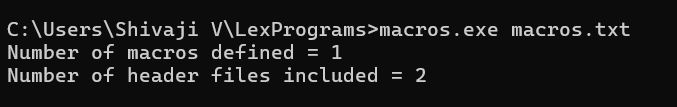 C:\Users\Shivaji V\LexPrograms>macros.exe macros.txt
Number of macros defined = 1
Number of header files included = 2